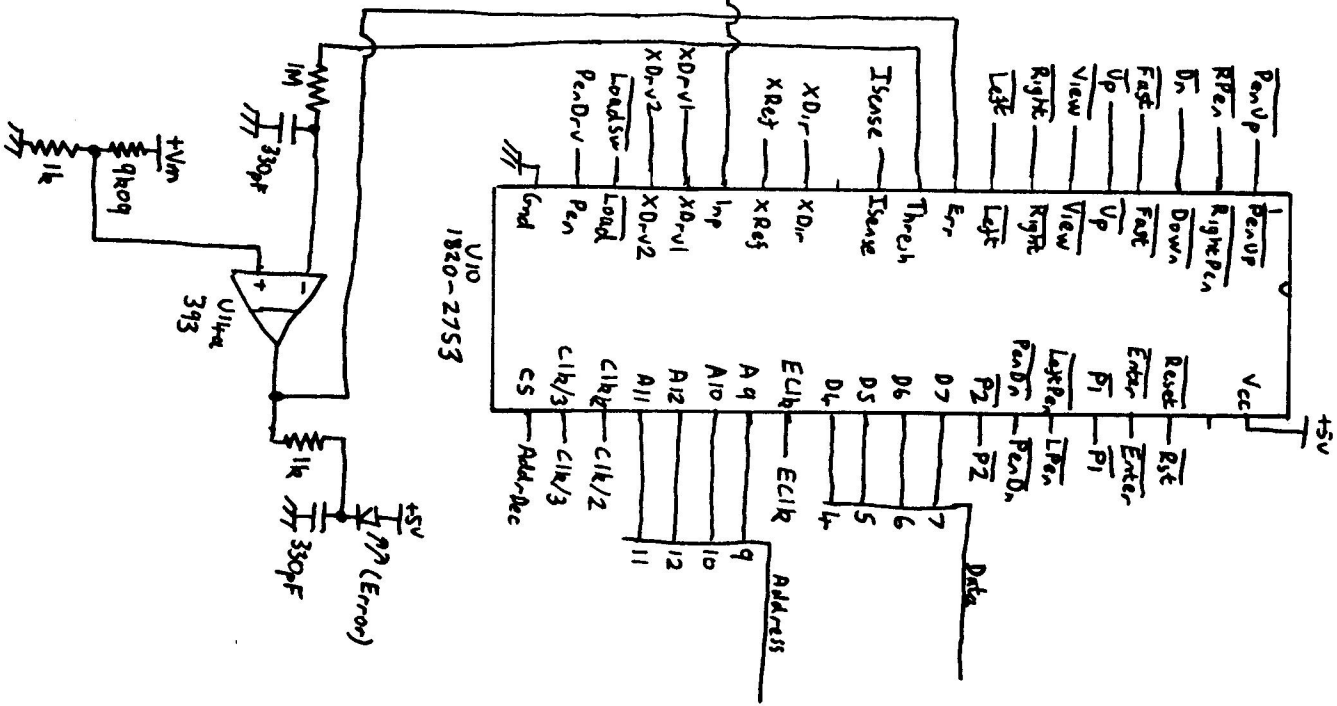 +5v
PenUp
1 PenUp
Vcc
RPen
RightPen
Dn
Down
Reset
Rst
Fast
Fast
Enter
Enter
Up
Up
P1
P1
View
View
LeftPen
LPen
Right
Right
PenDn
PenDn
Left
Left
P2
P2
Err
D7
7
Data
Thresh
D6
6
Isense
Isense
D5
5
D4
4
XDir
XDir
EClk
EClk
XRef
XRef
A9
9
Address
Inp
A10
10
XDrv1
XDrv1
A12
12
XDrv2
XDrv2
A11
11
LoadSw
Load
Clk/2
Clk/2
PenDrv
Pen
Clk/3
Clk/3
Gnd
CS
AddrDec
U10
1820-2753
+5v
(Error)
1M
330pF
1k
330pF
U14a
393
-
+
+Vm
9k09
1k